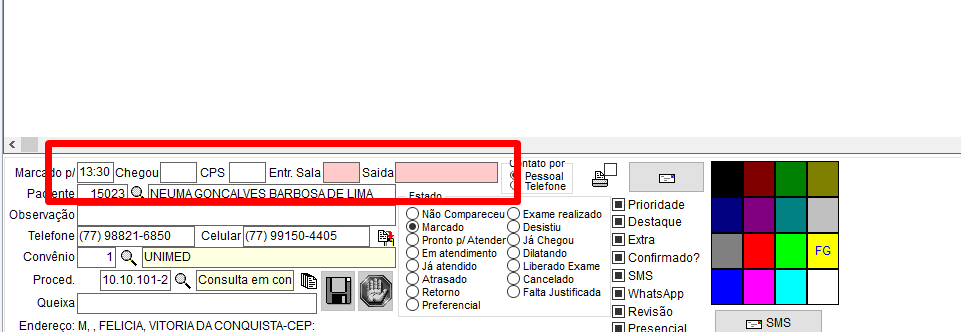 Marcado p/ 13:30 Chegou CPS Entr. Sala Saida
Contato por
Pessoal
Telefone
Paciente 15023 NEUMA GONCALVES BARBOSA DE LIMA
Observação
Telefone (77) 98821-6850 Celular (77) 99150-4405
Convênio 1 UNIMED
Proced. 10.10.101-2 Consulta em con
Queixa
Endereço: M, , FELICIA, VITORIA DA CONQUISTA-CEP:
Estado
Não Compareceu Exame realizado
Marcado Desistiu
Pronto p/ Atender Já Chegou
Em atendimento Dilatando
Já atendido Liberado Exame
Atrasado Cancelado
Retorno Falta Justificada
Preferencial
Prioridade
Destaque
Extra
Confirmado?
SMS
WhatsApp
Revisão
Presencial
FG
SMS